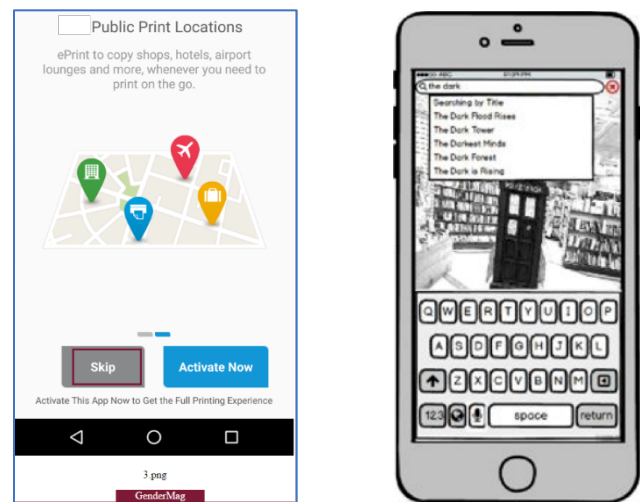 Public Print Locations
ePrint to copy shops, hotels, airport
lounges and more, whenever you need to
print on the go.
Skip
Activate Now
Activate This App Now to Get the Full Printing Experience
3.png
GenderMag
ABC
the dark
Searching by Title
The Dark Flood Rises
The Dark Tower
The Darkest Minds
The Dark Forest
The Dark is Rising
Q W E R T Y U I O P
A S D F G H J K L
Z X C V B N M
123
space
return